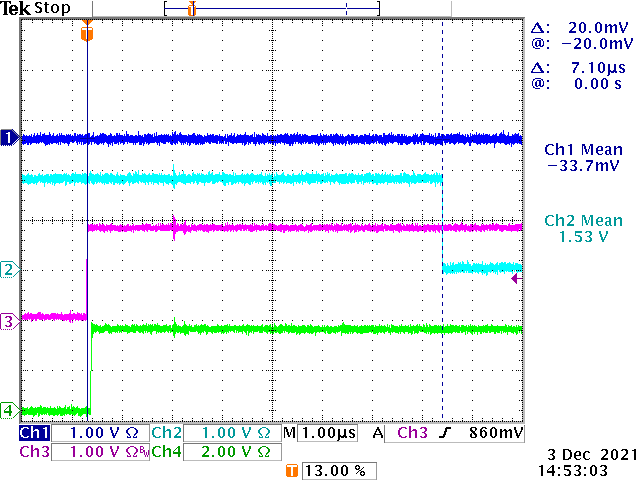 Tek Stop
T
T
Δ: 20.0mV
@: −20.0mV
Δ: 7.10µs
@: 0.00 s
1
Ch1 Mean
−33.7mV
Ch2 Mean
1.53 V
2
3
4
Ch1 1.00 V Ω Ch2 1.00 V Ω M 1.00µs A Ch3 860mV
Ch3 1.00 V ΩBW Ch4 2.00 V Ω
3 Dec 2021
T 13.00 % 14:53:03